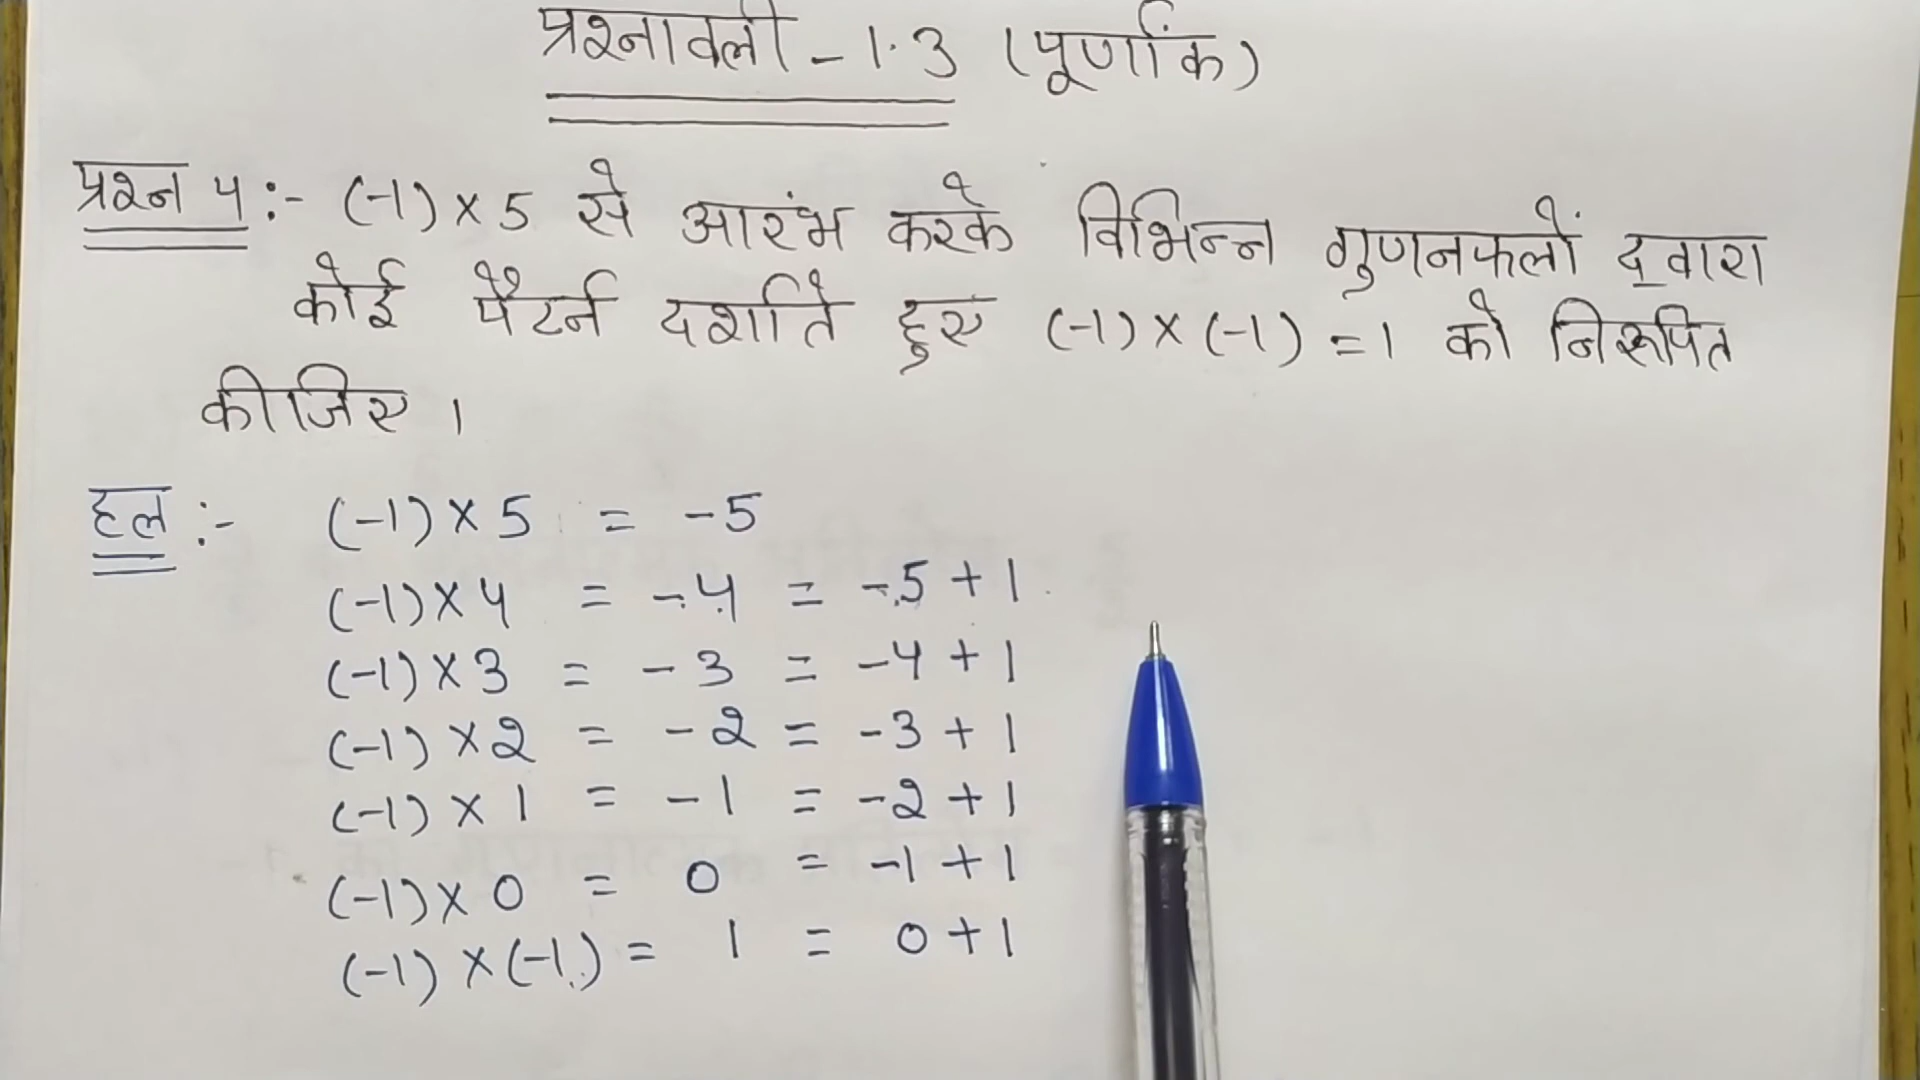 प्रश्नावली - 1.3 (पूर्णांक)
प्रश्न 4 :- (-1) × 5 से आरंभ करके विभिन्न गुणनफलों द्वारा
कोई पैटर्न दर्शाते हुए (-1) × (-1) = 1 को निरूपित
कीजिए ।
हल :- (-1) × 5 = -5
(-1) × 4 = -4 = -5 + 1
(-1) × 3 = -3 = -4 + 1
(-1) × 2 = -2 = -3 + 1
(-1) × 1 = -1 = -2 + 1
(-1) × 0 = 0 = -1 + 1
(-1) × (-1) = 1 = 0 + 1